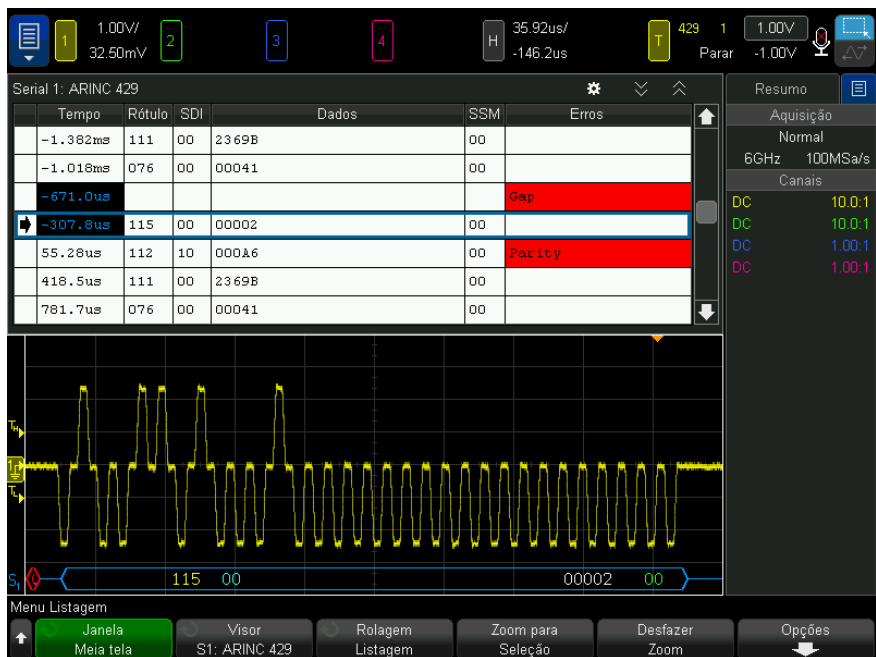 1 1.00V/ 32.50mV 2 3 4 H 35.92us/ -146.2us T 429 1 Parar 1.00V -1.00V
Serial 1: ARINC 429
Tempo Rótulo SDI Dados SSM Erros
-1.382ms 111 00 2369B 00
-1.018ms 076 00 00041 00
-671.0us Gap
-307.8us 115 00 00002 00
55.28us 112 10 000A6 00 Parity
418.5us 111 00 2369B 00
781.7us 076 00 00041 00
Resumo
Aquisição
Normal
6GHz 100MSa/s
Canais
DC 10.0:1
DC 10.0:1
DC 1.00:1
DC 1.00:1
T
H
1
T
L
S1 115 00 00002 00
Menu Listagem
Janela
Meia tela
Visor
S1: ARINC 429
Rolagem
Listagem
Zoom para
Seleção
Desfazer
Zoom
Opções